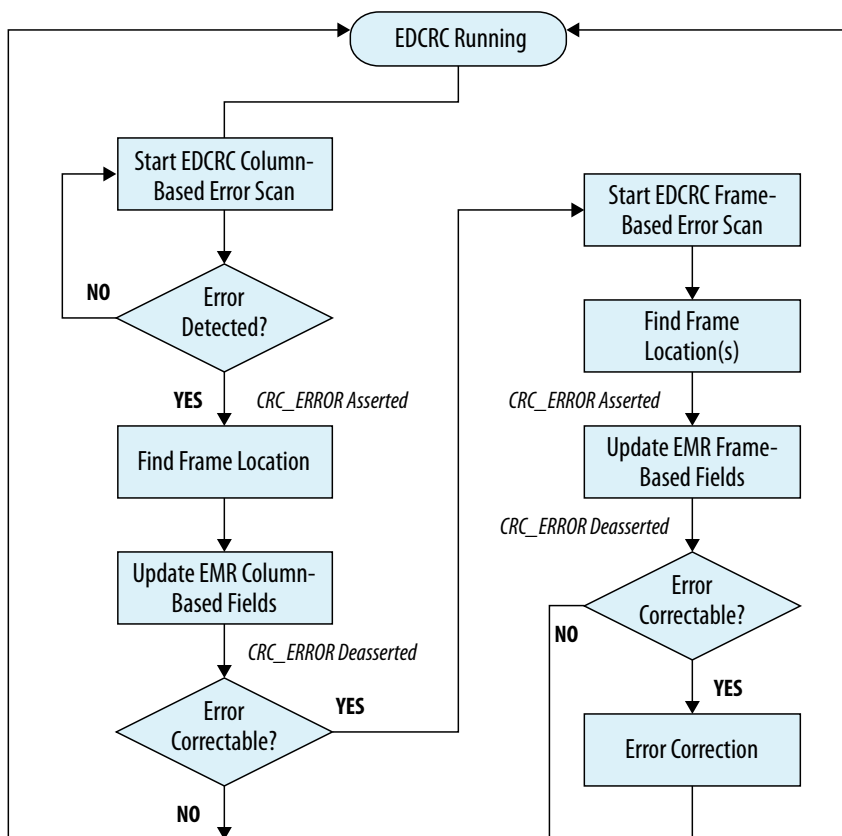 EDCRC Running
Start EDCRC Column-
Based Error Scan
NO
Error
Detected?
YES
CRC_ERROR Asserted
Find Frame Location
Update EMR Column-
Based Fields
CRC_ERROR Deasserted
Error
Correctable?
YES
NO
Start EDCRC Frame-
Based Error Scan
Find Frame
Location(s)
CRC_ERROR Asserted
Update EMR Frame-
Based Fields
CRC_ERROR Deasserted
Error
Correctable?
NO
YES
Error Correction